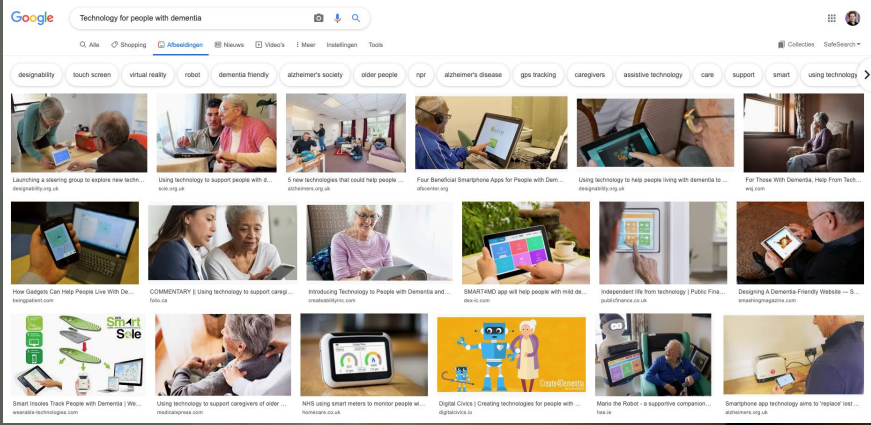 Google
Technology for people with dementia
Alle Shopping Afbeeldingen Nieuws Video's Meer Instellingen Tools
Collecties SafeSearch
designability touch screen virtual reality robot dementia friendly alzheimer's society older people npr alzheimer's disease gps tracking caregivers assistive technology care support smart using technology
Launching a steering group to explore new techn... Using technology to support people with d... 5 new technologies that could help people ... Four Beneficial Smartphone Apps for People with Dem... Using technology to help people living with dementia to ... For Those With Dementia, Help From Tech...
designability.org.uk scie.org.uk alzheimers.org.uk afscenter.org designability.org.uk wsj.com
How Gadgets Can Help People Live With De... COMMENTARY || Using technology to support caregi... Introducing Technology to People with Dementia and... SMART4MD app will help people with mild de... Independent life from technology | Public Fina... Designing A Dementia-Friendly Website — S...
beingpatient.com folio.ca createabilityinc.com dex-ic.com publicfinance.co.uk smashingmagazine.com
Smart
Sole
Create4Dementia
Smart Insoles Track People with Dementia | We... Using technology to support caregivers of older ... NHS using smart meters to monitor people wi... Digital Civics | Creating technologies for people with ... Mario the Robot - a supportive companion... Smartphone app technology aims to 'replace' lost ...
wearable-technologies.com medicalxpress.com homecare.co.uk digitalcivics.io hse.ie alzheimers.org.uk